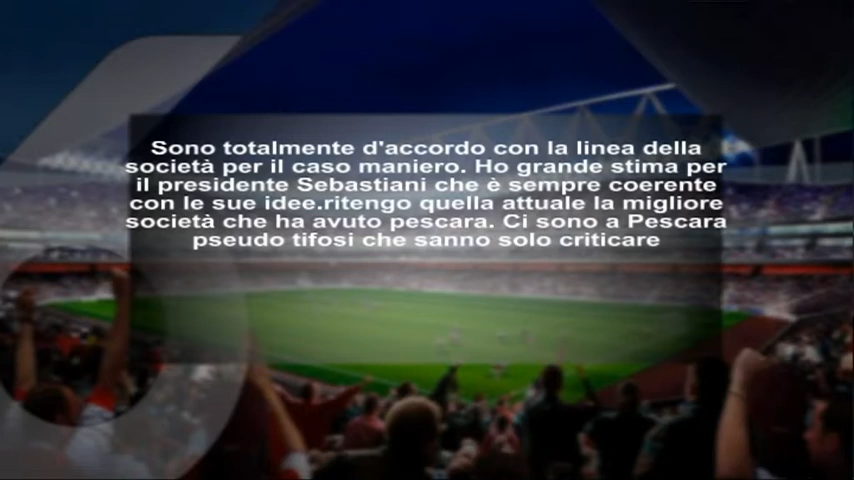 Sono totalmente d'accordo con la linea della
società per il caso maniero. Ho grande stima per
il presidente Sebastiani che è sempre coerente
con le sue idee.ritengo quella attuale la migliore
società che ha avuto pescara. Ci sono a Pescara
pseudo tifosi che sanno solo criticare